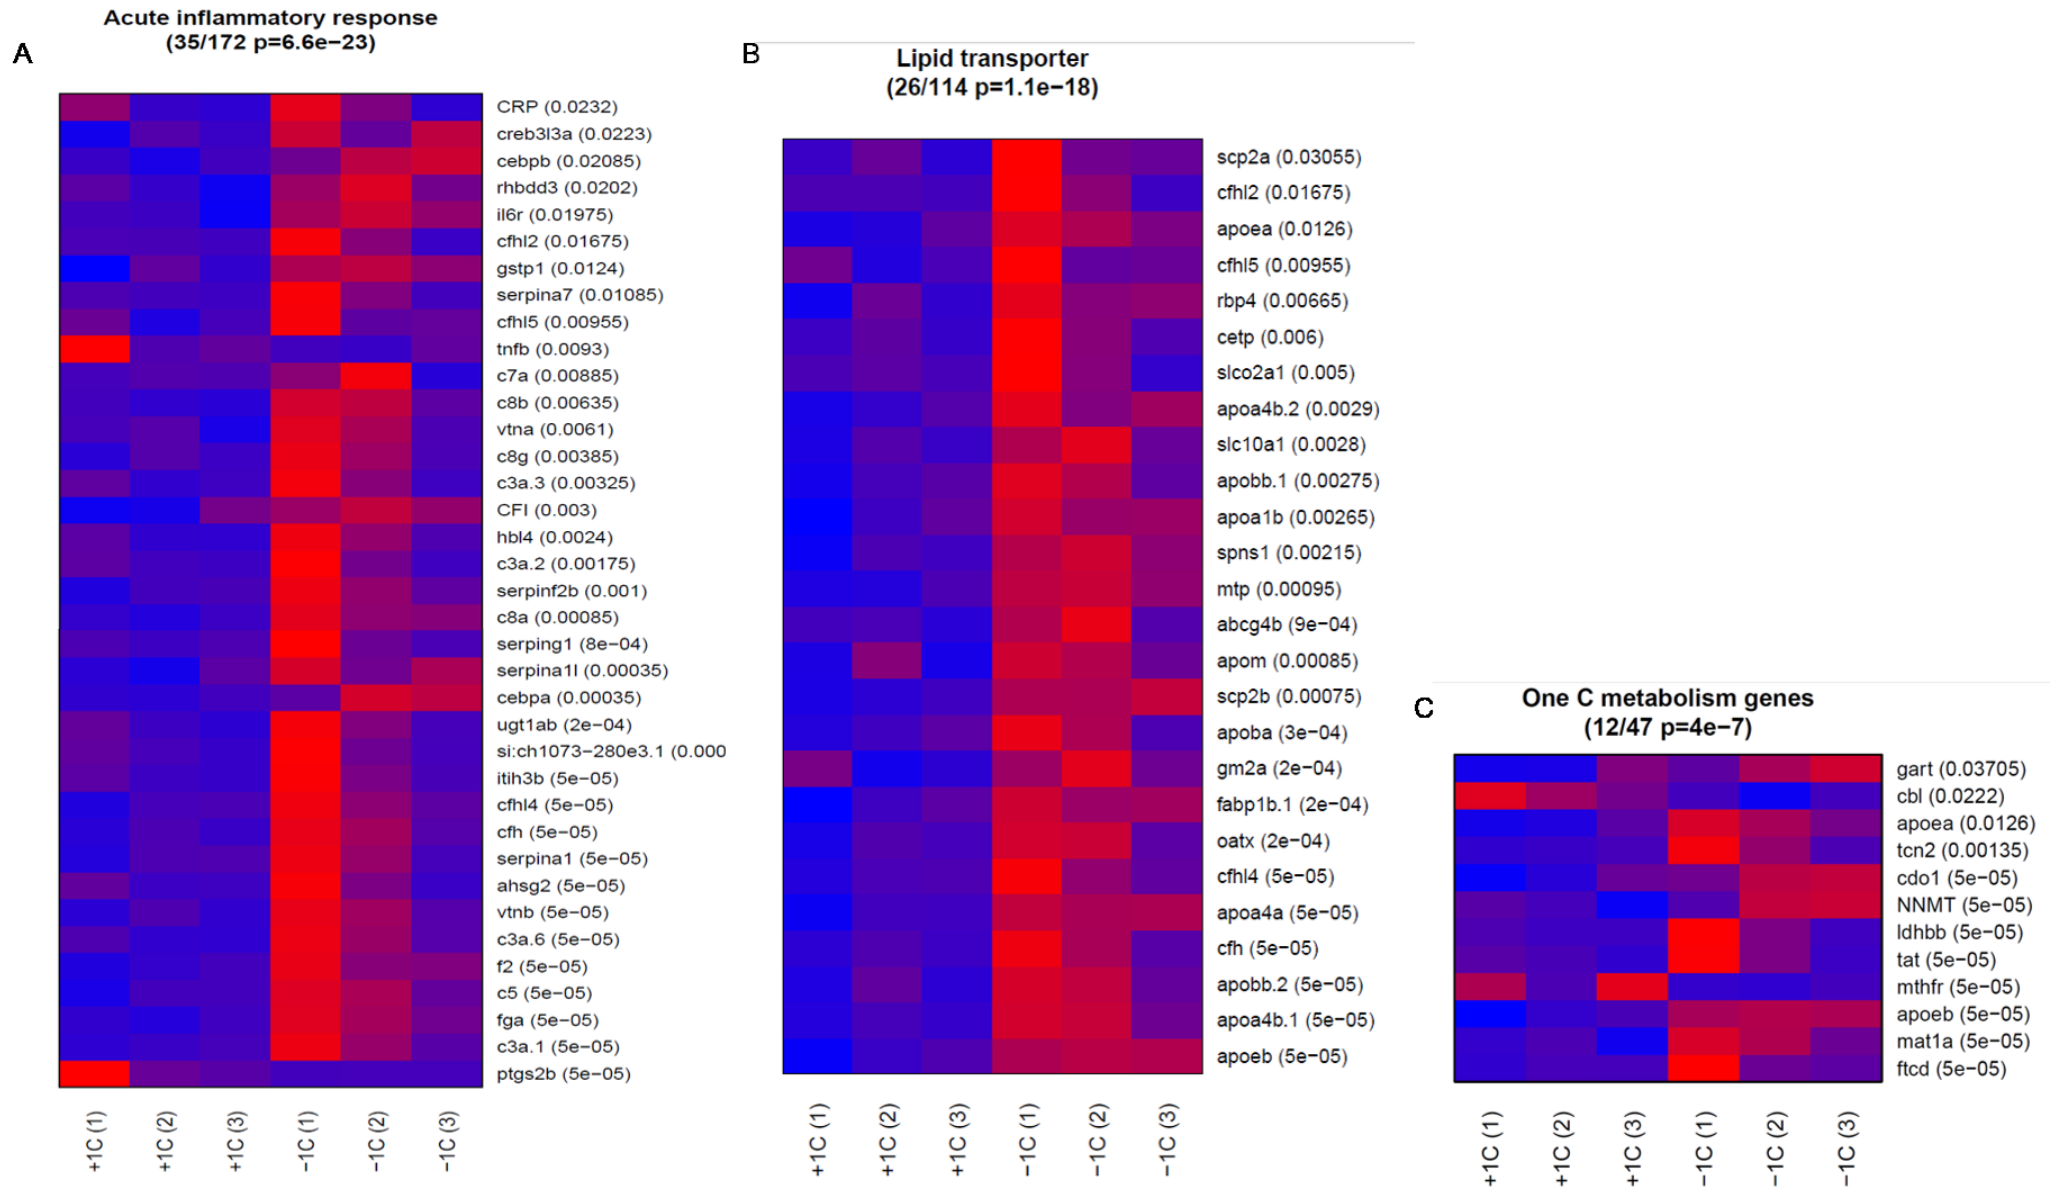 A
Acute inflammatory response
(35/172 p=6.6e−23)
CRP (0.0232)
creb3l3a (0.0223)
cebpb (0.02085)
rhbdd3 (0.0202)
il6r (0.01975)
cfhl2 (0.01675)
gstp1 (0.0124)
serpina7 (0.01085)
cfhl5 (0.00955)
tnfb (0.0093)
c7a (0.00885)
c8b (0.00635)
vtna (0.0061)
c8g (0.00385)
c3a.3 (0.00325)
CFI (0.003)
hbl4 (0.0024)
c3a.2 (0.00175)
serpinf2b (0.001)
c8a (0.00085)
serping1 (8e−04)
serpina1l (0.00035)
cebpa (0.00035)
ugt1ab (2e−04)
si:ch1073−280e3.1 (0.000
itih3b (5e−05)
cfhl4 (5e−05)
cfh (5e−05)
serpina1 (5e−05)
ahsg2 (5e−05)
vtnb (5e−05)
c3a.6 (5e−05)
f2 (5e−05)
c5 (5e−05)
fga (5e−05)
c3a.1 (5e−05)
ptgs2b (5e−05)
+1C (1)
+1C (2)
+1C (3)
−1C (1)
−1C (2)
−1C (3)
B
Lipid transporter
(26/114 p=1.1e−18)
scp2a (0.03055)
cfhl2 (0.01675)
apoea (0.0126)
cfhl5 (0.00955)
rbp4 (0.00665)
cetp (0.006)
slco2a1 (0.005)
apoa4b.2 (0.0029)
slc10a1 (0.0028)
apobb.1 (0.00275)
apoa1b (0.00265)
spns1 (0.00215)
mtp (0.00095)
abcg4b (9e−04)
apom (0.00085)
scp2b (0.00075)
apoba (3e−04)
gm2a (2e−04)
fabp1b.1 (2e−04)
oatx (2e−04)
cfhl4 (5e−05)
apoa4a (5e−05)
cfh (5e−05)
apobb.2 (5e−05)
apoa4b.1 (5e−05)
apoeb (5e−05)
+1C (1)
+1C (2)
+1C (3)
−1C (1)
−1C (2)
−1C (3)
C
One C metabolism genes
(12/47 p=4e−7)
gart (0.03705)
cbl (0.0222)
apoea (0.0126)
tcn2 (0.00135)
cdo1 (5e−05)
NNMT (5e−05)
ldhbb (5e−05)
tat (5e−05)
mthfr (5e−05)
apoeb (5e−05)
mat1a (5e−05)
ftcd (5e−05)
+1C (1)
+1C (2)
+1C (3)
−1C (1)
−1C (2)
−1C (3)